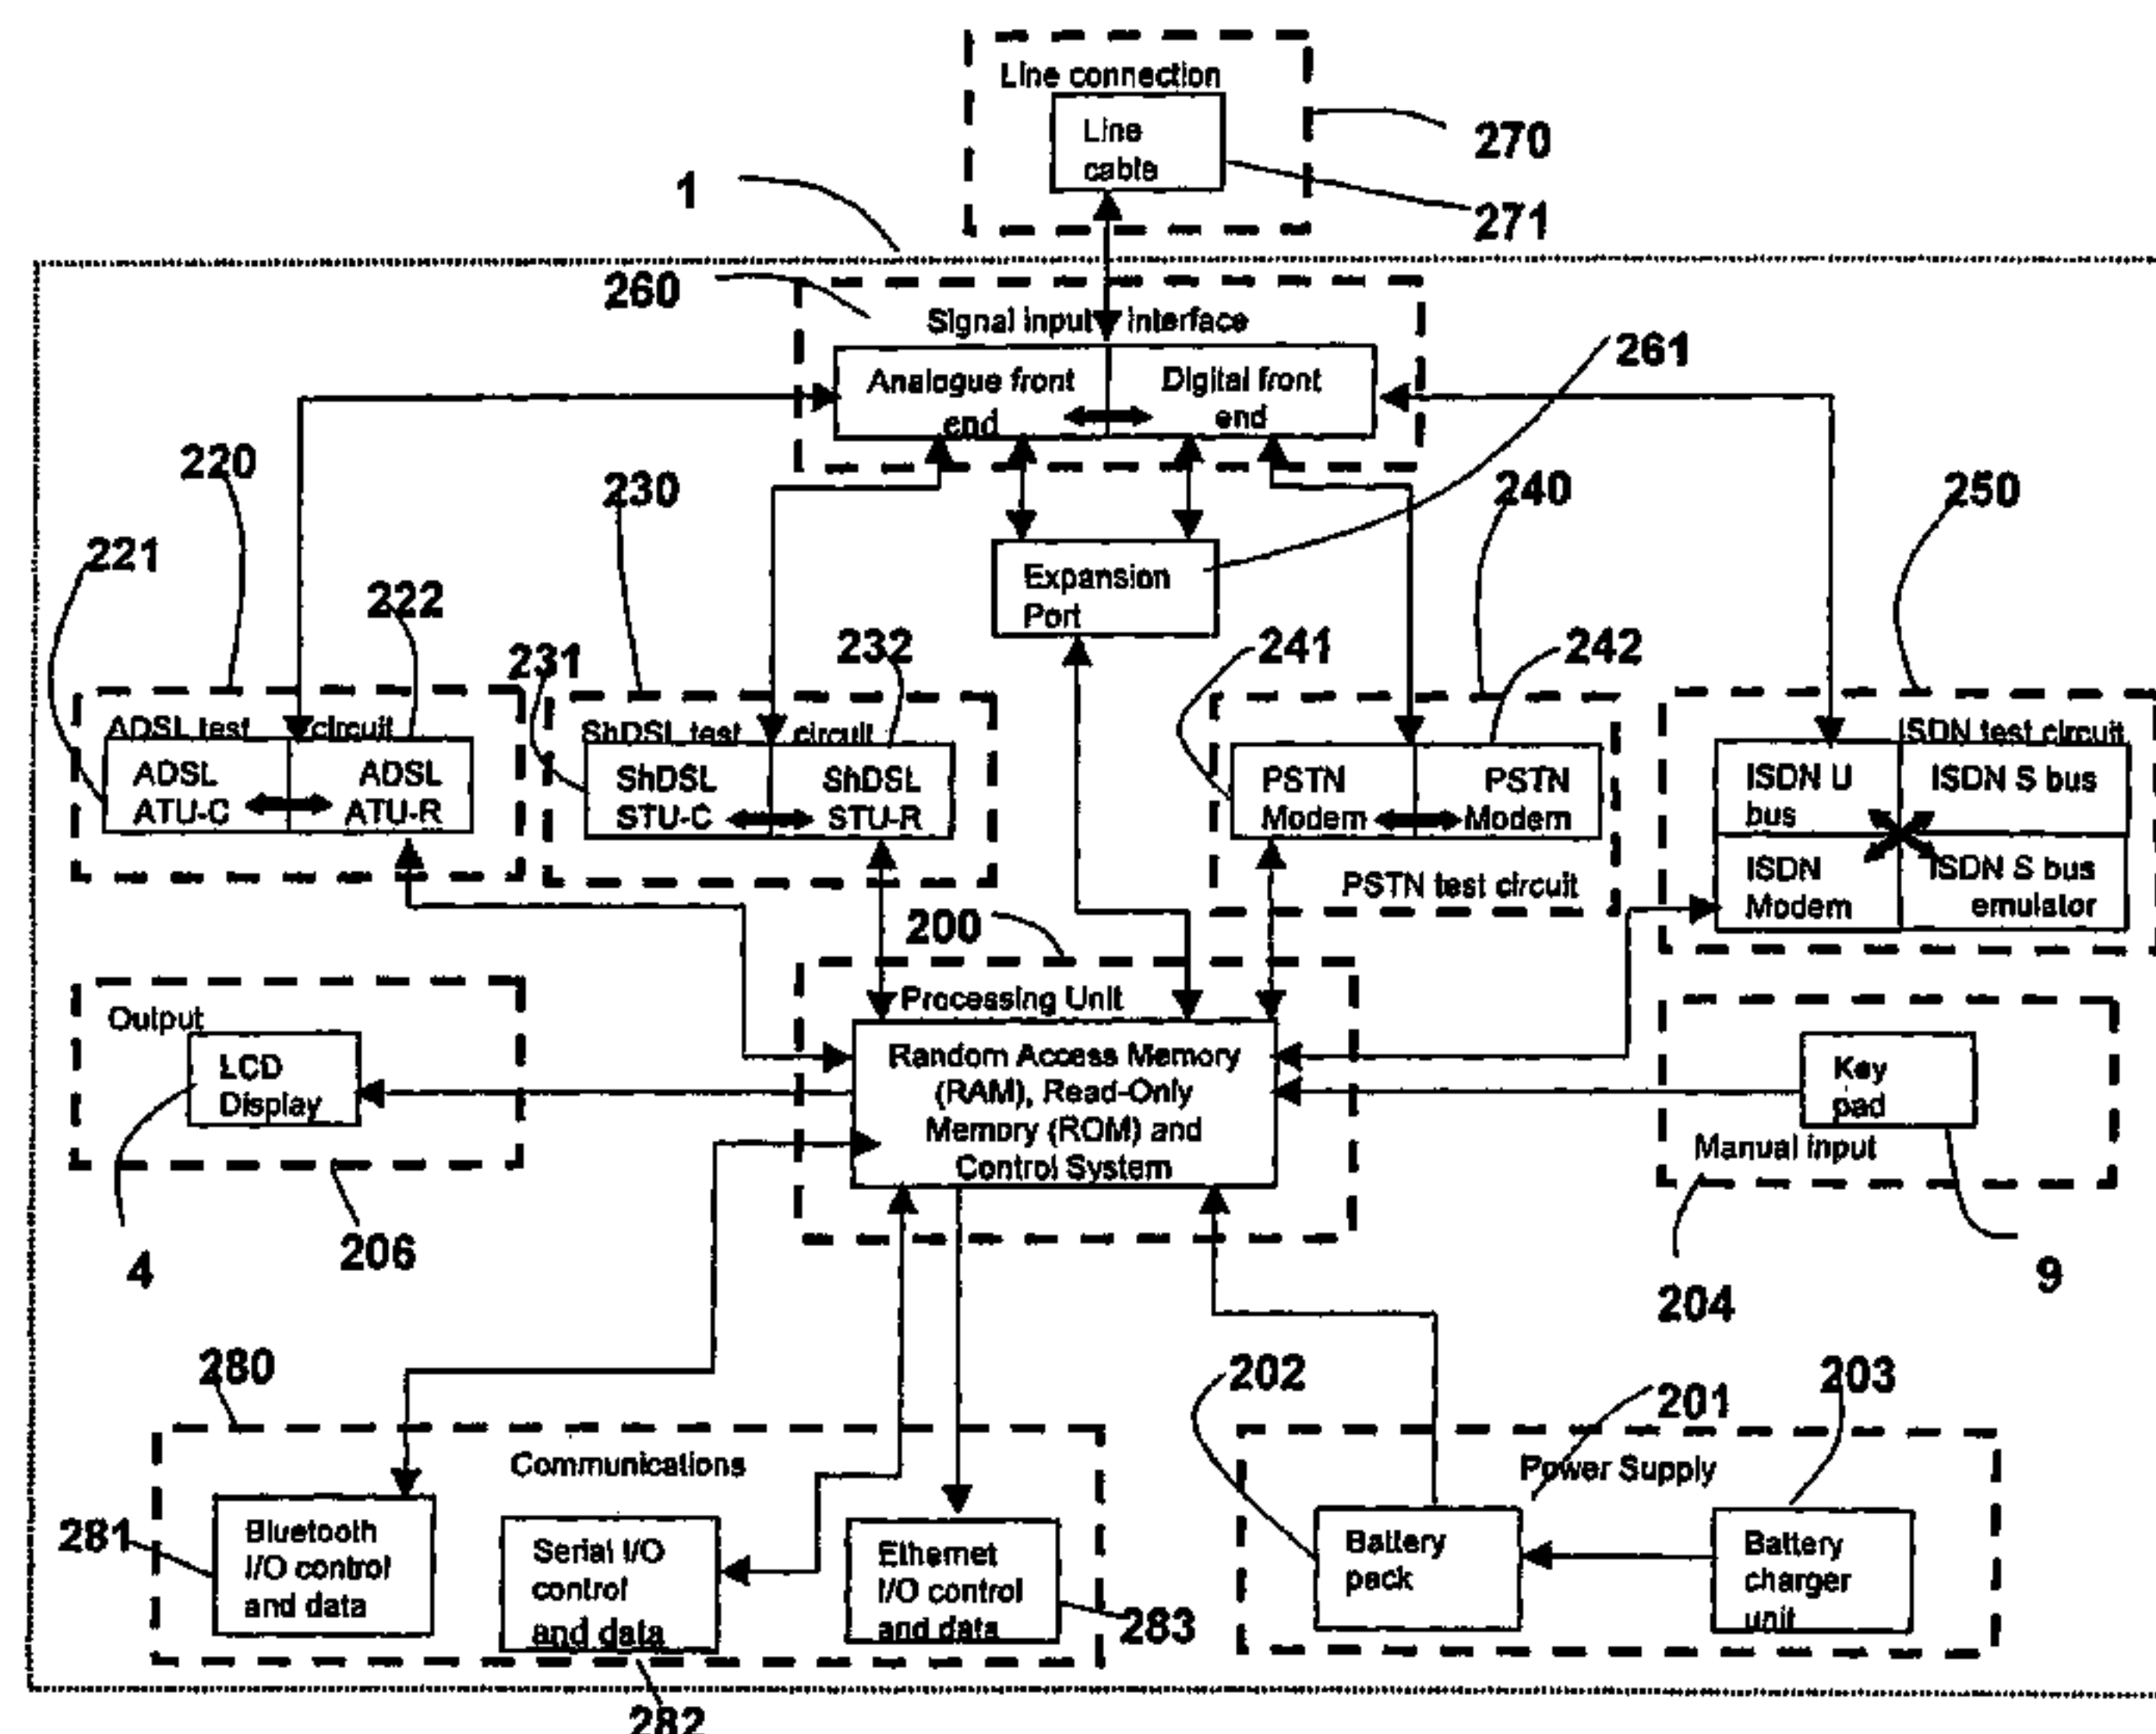 Line connection
Line
cable
270
271
1
260
Signal input interface
Analogue front
end
Digital front
end
261
220
230
240
250
221
222
Expansion
Port
231
232
241
242
ADSL test circuit
ADSL
ATU-C
ADSL
ATU-R
ShDSL test circuit
ShDSL
STU-C
ShDSL
STU-R
PSTN
Modem
PSTN
Modem
PSTN test circuit
ISDN test circuit
ISDN U
bus
ISDN S bus
ISDN
Modem
ISDN S bus
emulator
200
Processing Unit
Random Access Memory
(RAM), Read-Only
Memory (ROM) and
Control System
Output
LCD
Display
4
206
Key
pad
Manual input
204
9
280
Communications
281
Bluetooth
I/O control
and data
Serial I/O
control
and data
282
Ethernet
I/O control
and data
283
202
201
203
Power Supply
Battery
pack
Battery
charger
unit